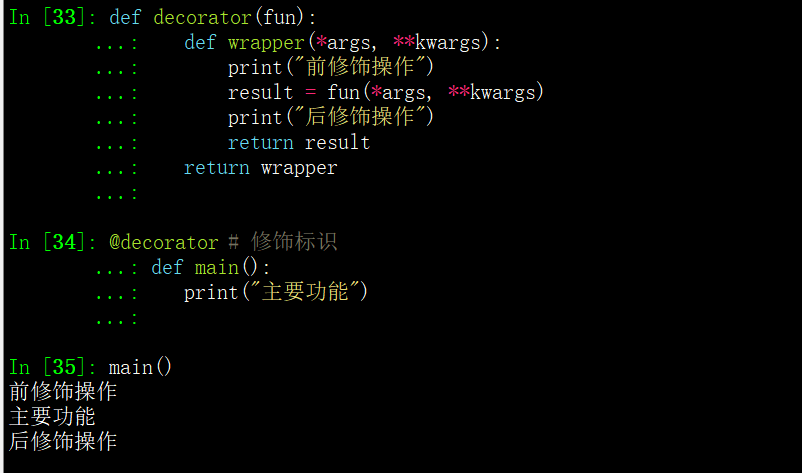 In [33]: def decorator(fun):
...: def wrapper(*args, **kwargs):
...: print("前修饰操作")
...: result = fun(*args, **kwargs)
...: print("后修饰操作")
...: return result
...: return wrapper
...:
In [34]: @decorator # 修饰标识
...: def main():
...: print("主要功能")
...:
In [35]: main()
前修饰操作
主要功能
后修饰操作